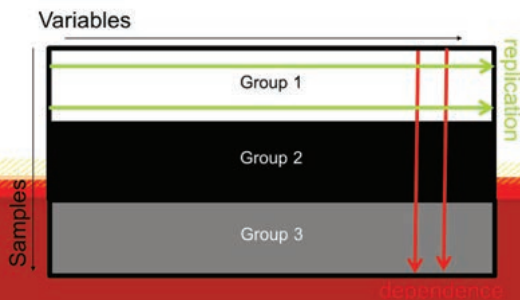 Variables
replication
Group 1
Group 2
Samples
Group 3
dependence